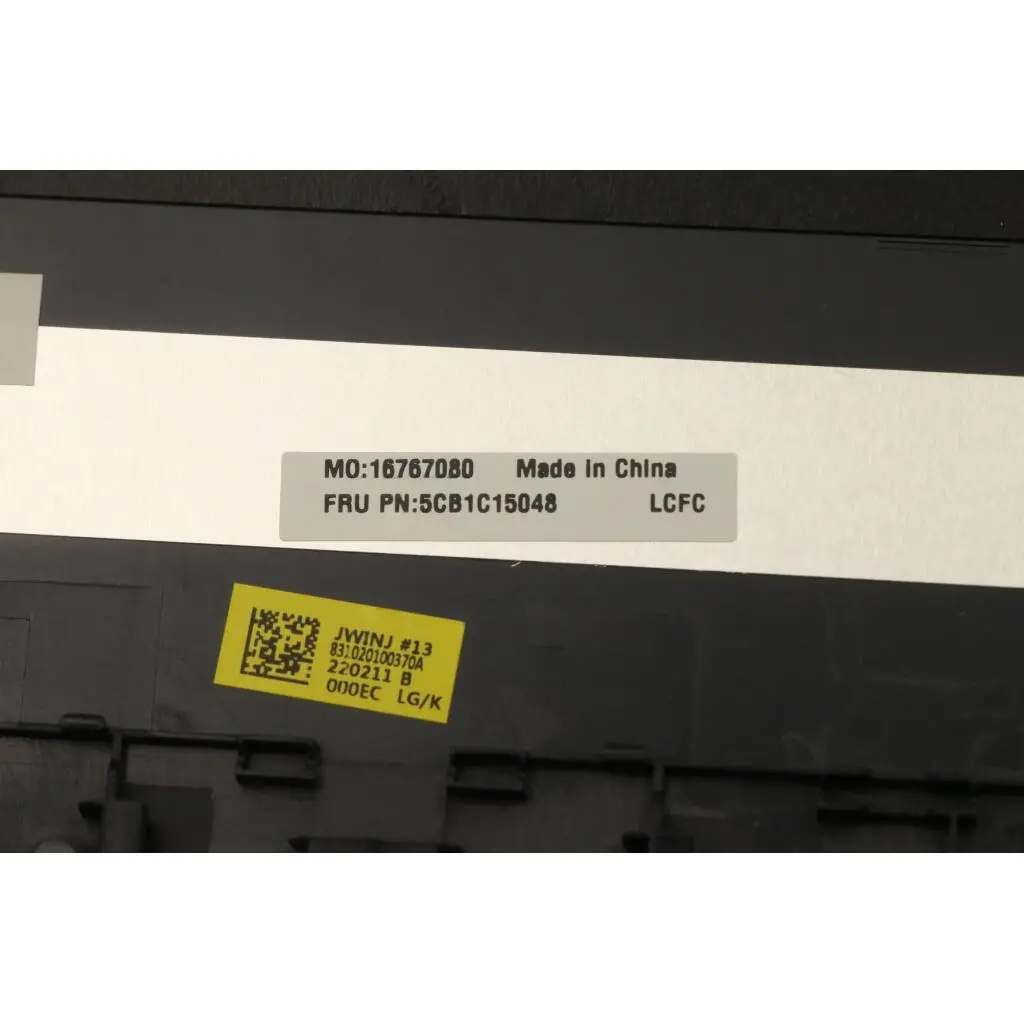 MO:16767080 Made in China
FRU PN:5CB1C15048 LCFC
JWINJ #13
831020100370A
220211 B
000EC LG/K